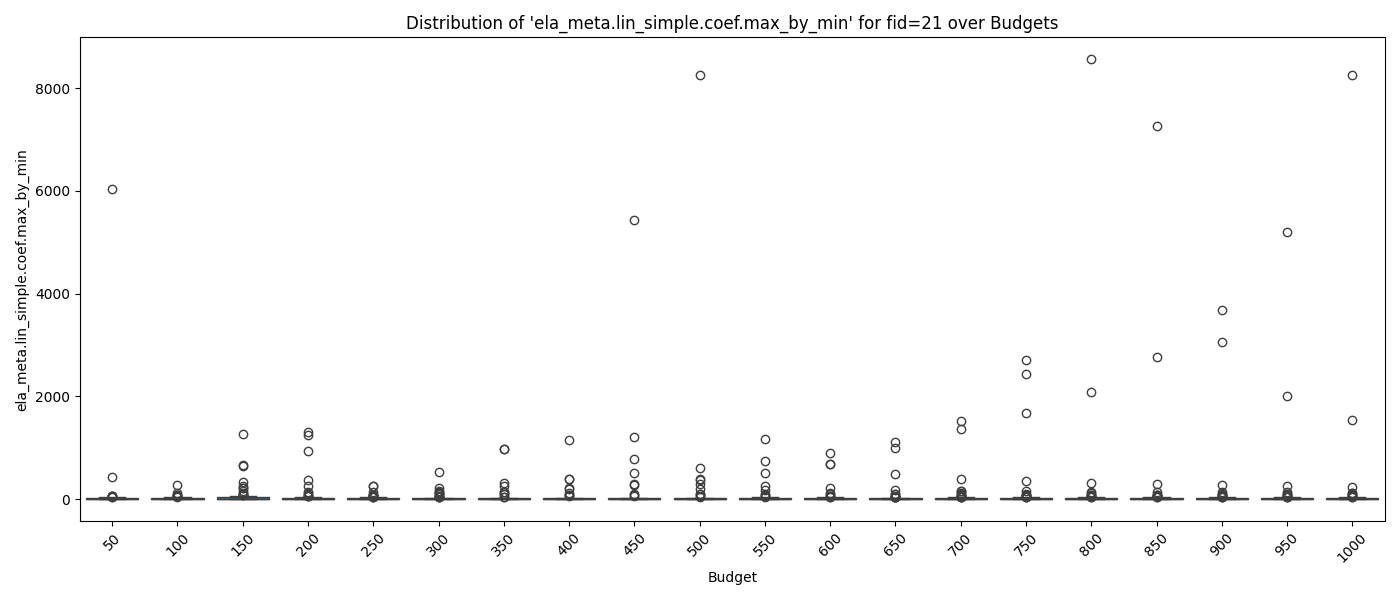 Distribution of 'ela_meta.lin_simple.coef.max_by_min' for fid=21 over Budgets
ela_meta.lin_simple.coef.max_by_min
8000
6000
4000
2000
0
50 100 150 200 250 300 350 400 450 500 550 600 650 700 750 800 850 900 950 1000
Budget